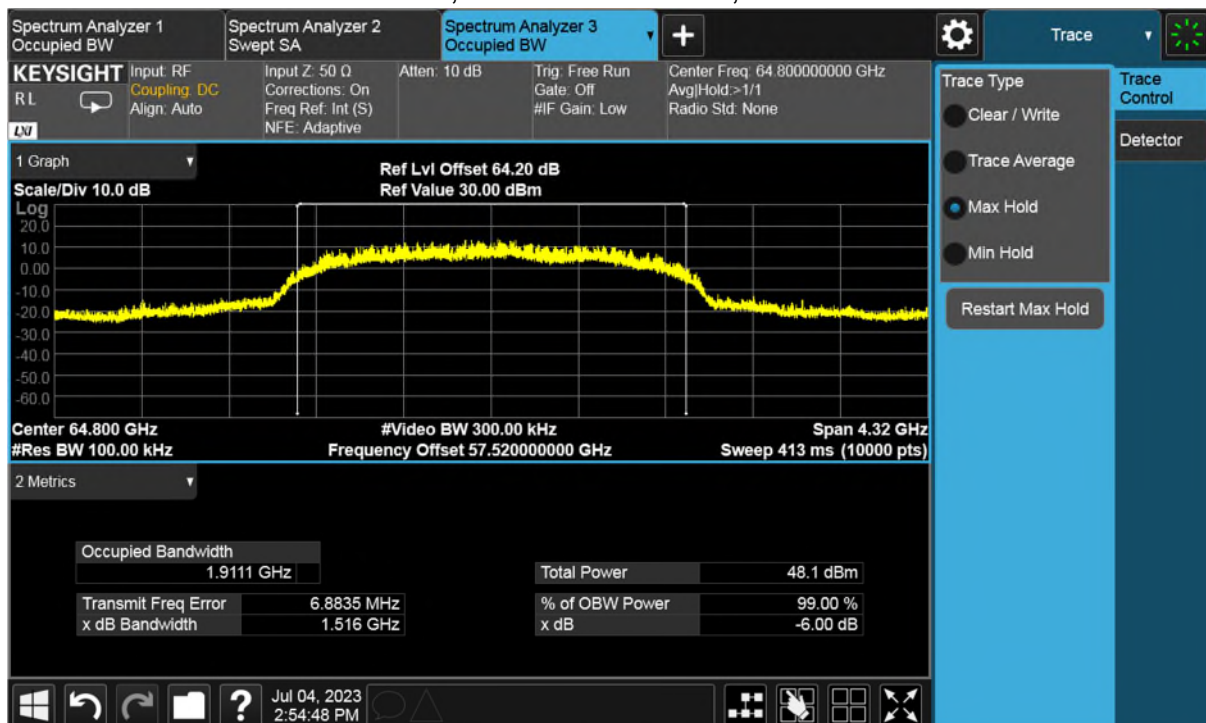 Spectrum Analyzer 1
Occupied BW
Spectrum Analyzer 2
Swept SA
Spectrum Analyzer 3
Occupied BW
Trace
KEYSIGHT
RL
LXI
Input: RF
Coupling: DC
Align: Auto
Input Z: 50 Ω
Corrections: On
Freq Ref: Int (S)
NFE: Adaptive
Atten: 10 dB
Trig: Free Run
Gate: Off
#IF Gain: Low
Center Freq: 64.800000000 GHz
Avg|Hold:>1/1
Radio Std: None
Trace Type
Clear / Write
Trace Average
Max Hold
Min Hold
Restart Max Hold
Trace
Control
Detector
1 Graph
Scale/Div 10.0 dB
Ref Lvl Offset 64.20 dB
Ref Value 30.00 dBm
Log
20.0
10.0
0.00
-10.0
-20.0
-30.0
-40.0
-50.0
-60.0
Center 64.800 GHz
#Video BW 300.00 kHz
Span 4.32 GHz
#Res BW 100.00 kHz
Frequency Offset 57.520000000 GHz
Sweep 413 ms (10000 pts)
2 Metrics
Occupied Bandwidth
1.9111 GHz
Total Power 48.1 dBm
Transmit Freq Error 6.8835 MHz
% of OBW Power 99.00 %
x dB Bandwidth 1.516 GHz
x dB -6.00 dB
?
Jul 04, 2023
2:54:48 PM